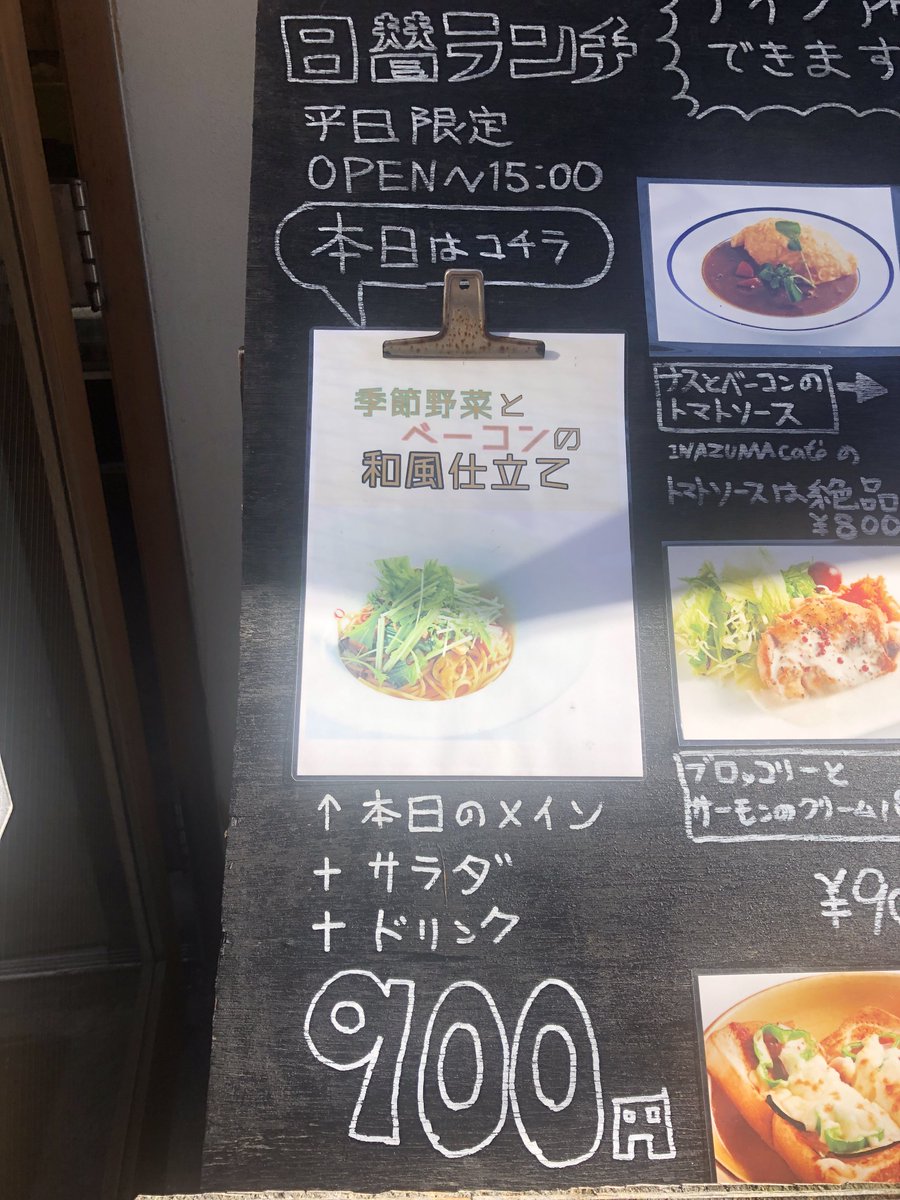 日替ランチ
平日限定
OPEN～15:00
本日はコチラ
季節野菜と
ベーコンの
和風仕立て
↑本日のメイン
＋サラダ
＋ドリンク
900円
できます
ナスとベーコンの
トマトソース
→
INAZUMA caféの
トマトソースは絶品
¥800
ブロッコリーと
サーモンのクリーム